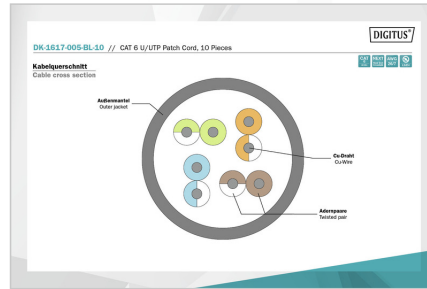 DIGITUS®
DK-1617-005-BL-10 // CAT 6 U/UTP Patch Cord, 10 Pieces
Kabelquerschnitt
Cable cross section
Außenmantel
Outer jacket
Cu-Draht
Cu-Wire
Adernpaare
Twisted pair